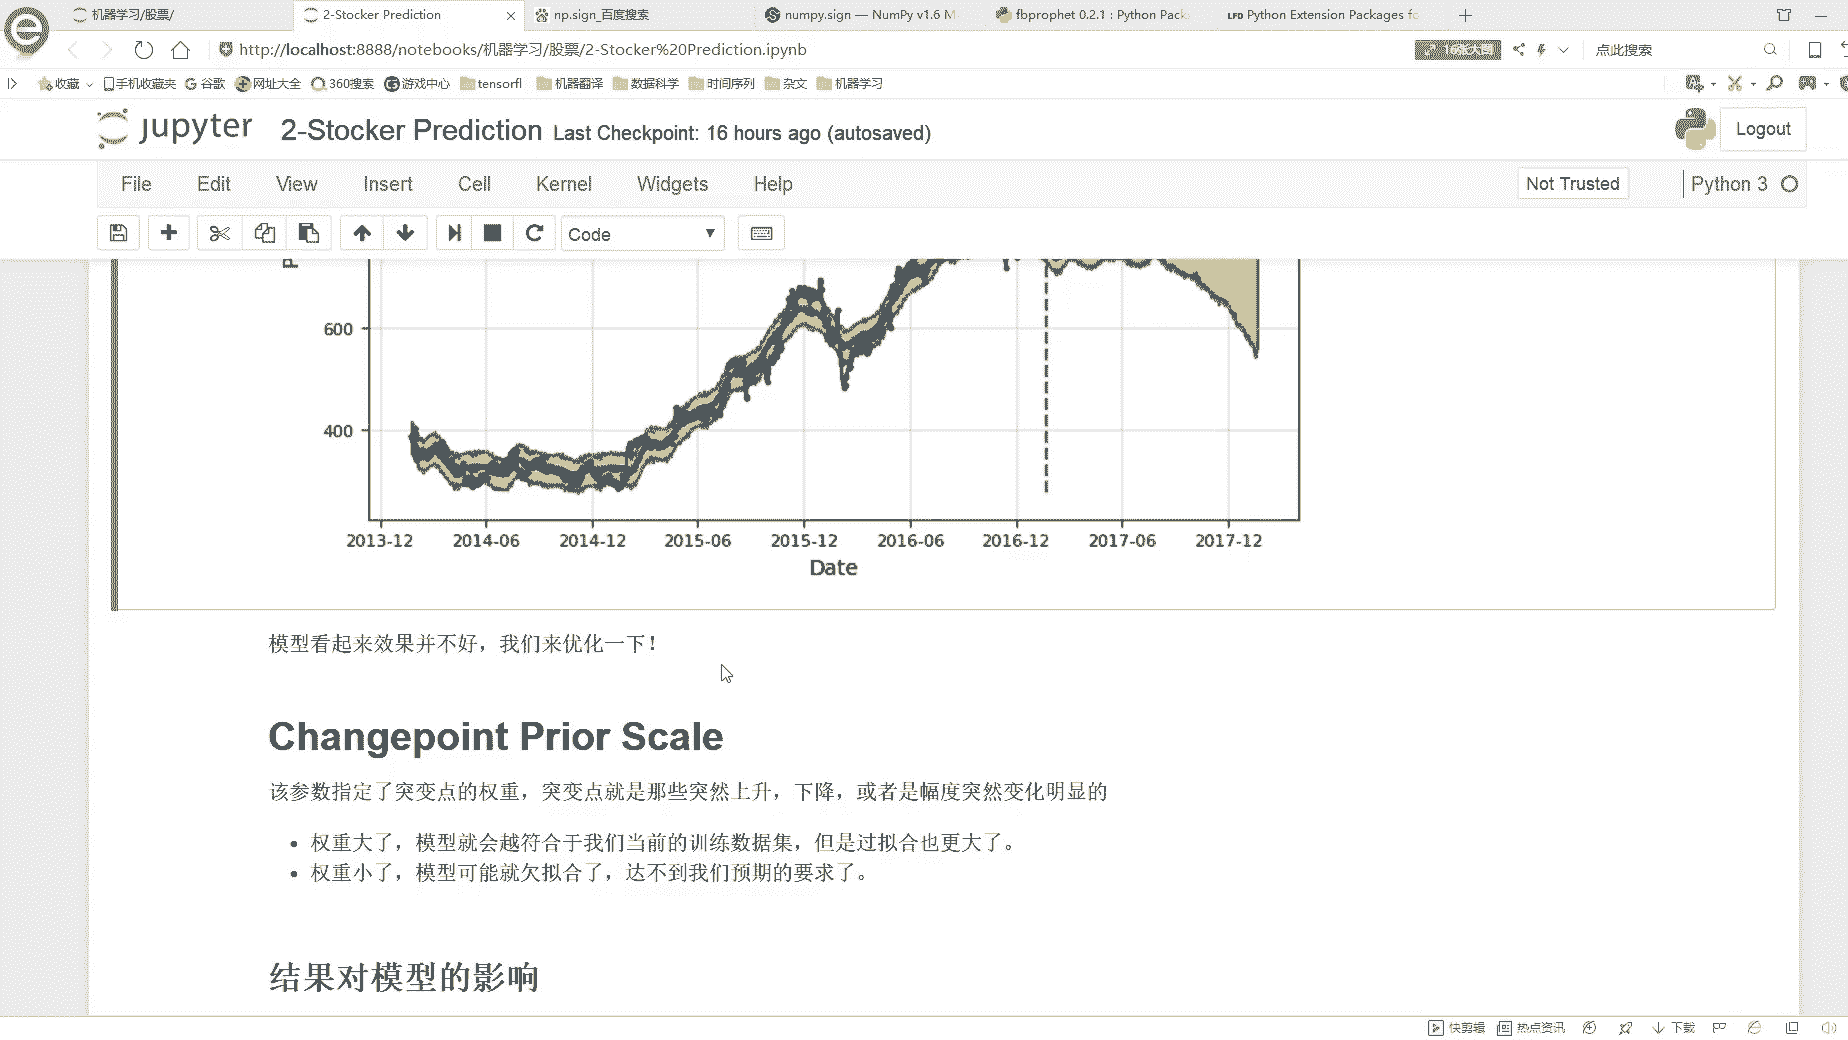 机器学习/股票/
2-Stocker Prediction
np.sign_百度搜索
numpy.sign — NumPy v1.6 M
fbprophet 0.2.1 : Python Pack
LFD Python Extension Packages fo
http://localhost:8888/notebooks/机器学习/股票/2-Stocker%20Prediction.ipynb
点此搜索
收藏 手机收藏夹 谷歌 网址大全 360搜索 游戏中心 tensorfl 机器翻译 数据科学 时间序列 杂文 机器学习
jupyter 2-Stocker Prediction Last Checkpoint: 16 hours ago (autosaved)
Logout
File Edit View Insert Cell Kernel Widgets Help
Not Trusted
Python 3
Code
600
400
2013-12 2014-06 2014-12 2015-06 2015-12 2016-06 2016-12 2017-06 2017-12
Date
模型看起来效果并不好，我们来优化一下！
Changepoint Prior Scale
该参数指定了突变点的权重，突变点就是那些突然上升，下降，或者是幅度突然变化明显的
权重大了，模型就会越符合于我们当前的训练数据集，但是过拟合也更大了。
权重小了，模型可能就欠拟合了，达不到我们预期的要求了。
结果对模型的影响
快剪辑 热点资讯 下载